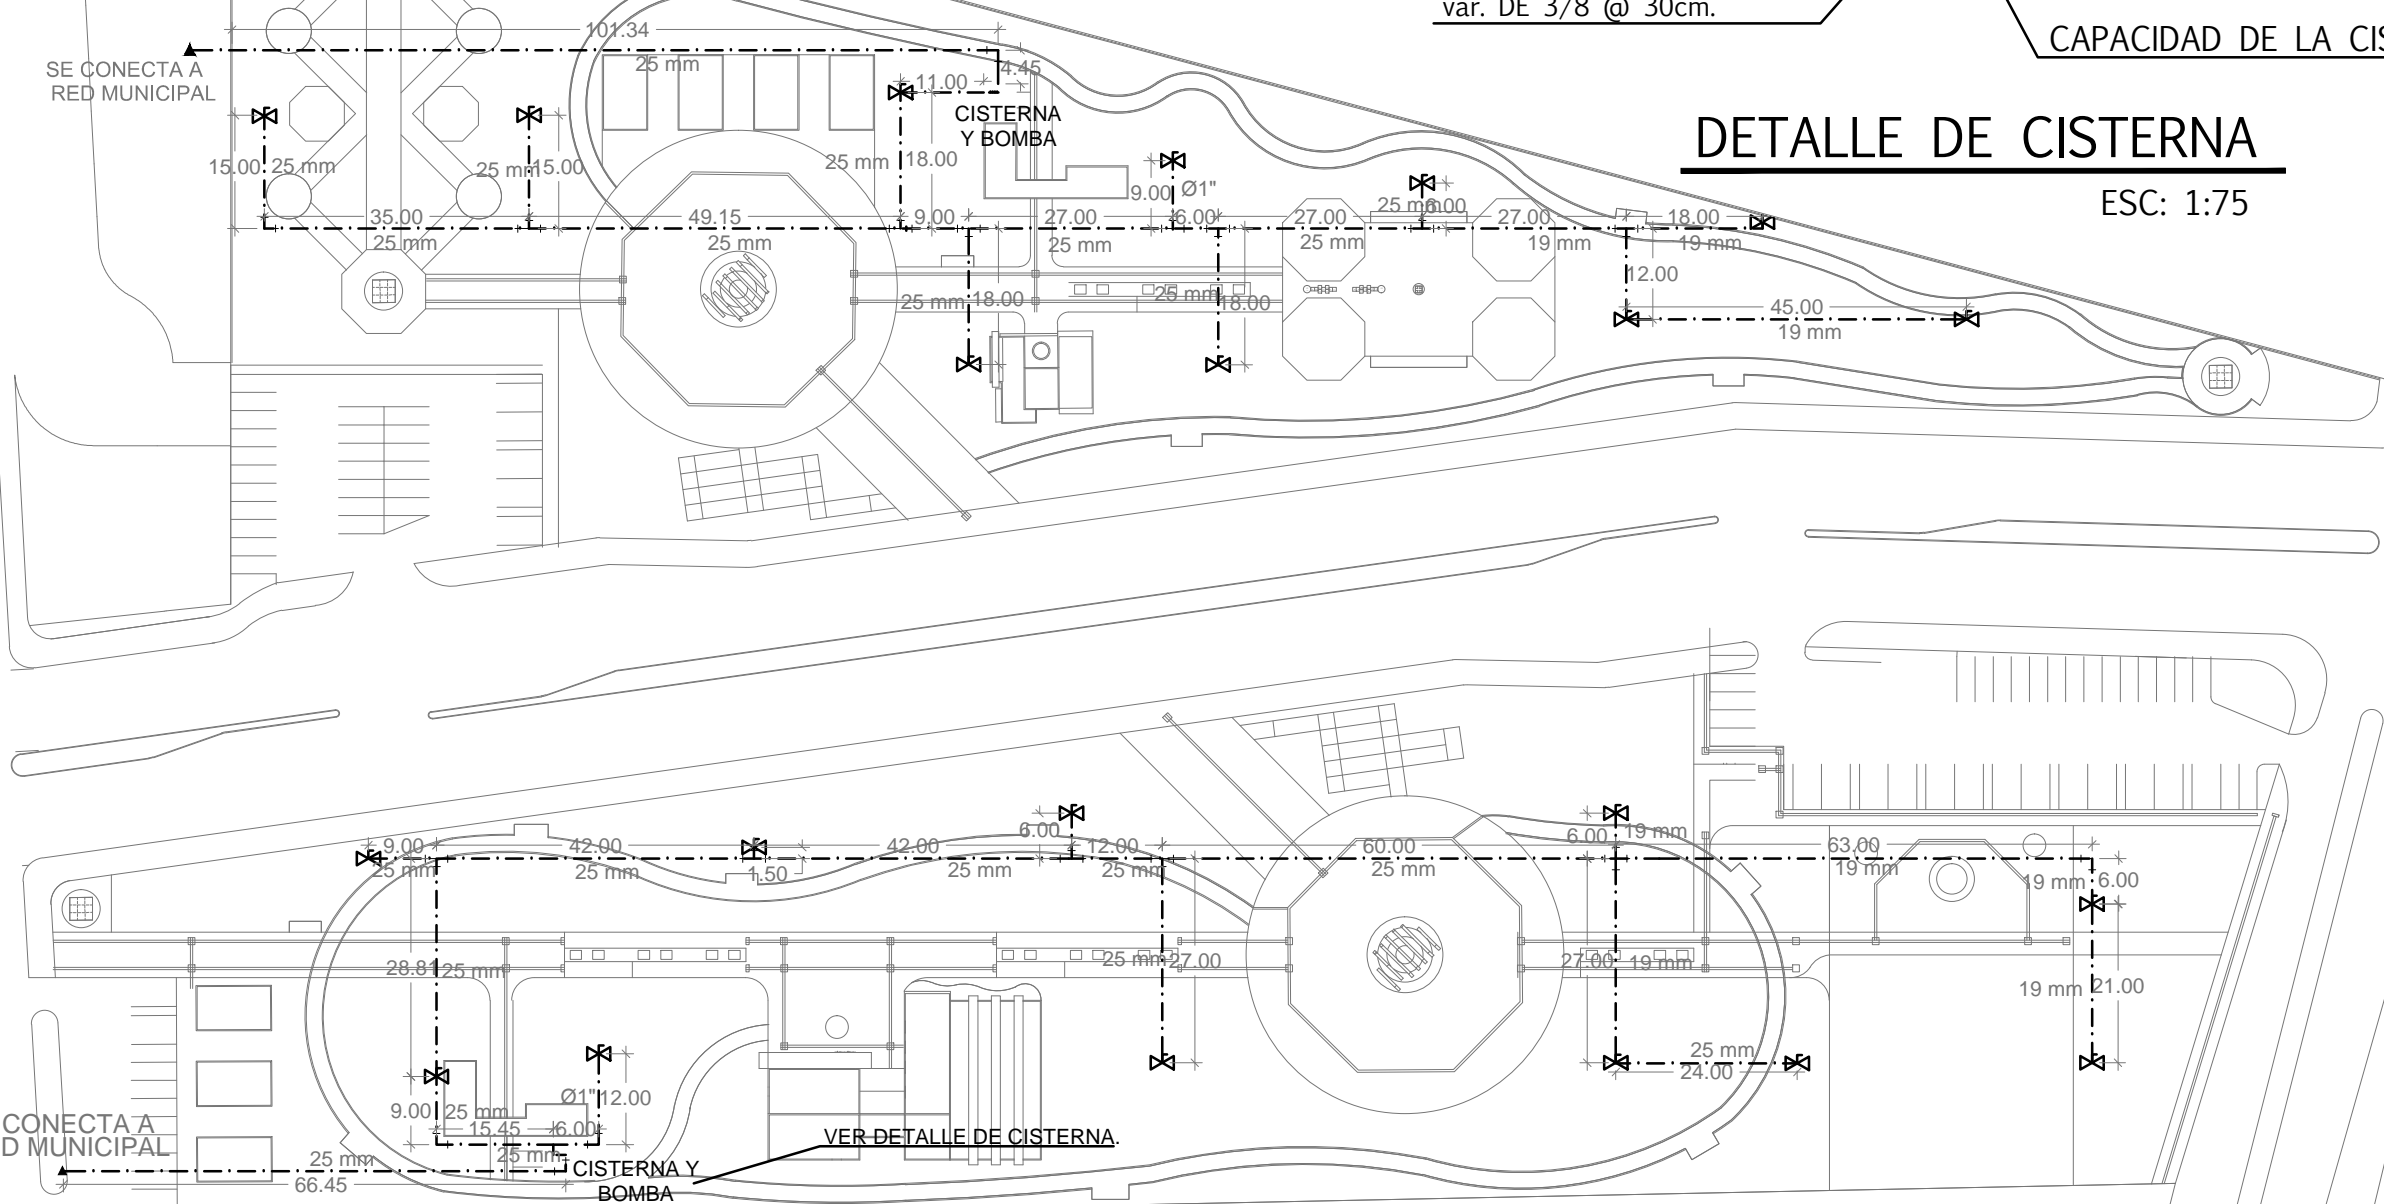 var. DE 3/8 @ 30cm.
CAPACIDAD DE LA CIS
DETALLE DE CISTERNA
ESC: 1:75
101.34
25 mm
SE CONECTA A
RED MUNICIPAL
4.45
11.00
CISTERNA
Y BOMBA
15.00
25 mm
25 mm
15.00
25 mm
18.00
9.00
Ø1"
25 mm
6.00
35.00
25 mm
49.15
25 mm
9.00
27.00
25 mm
6.00
27.00
25 mm
27.00
19 mm
18.00
19 mm
12.00
25 mm
18.00
25 mm
18.00
45.00
19 mm
9.00
25 mm
42.00
25 mm
1.50
42.00
25 mm
6.00
12.00
25 mm
60.00
25 mm
6.00
19 mm
63.00
19 mm
19 mm
6.00
28.81
25 mm
25 mm
27.00
27.00
19 mm
19 mm
21.00
25 mm
24.00
9.00
25 mm
15.45
6.00
Ø1"
12.00
25 mm
CONECTA A
D MUNICIPAL
25 mm
66.45
VER DETALLE DE CISTERNA.
CISTERNA Y
BOMBA